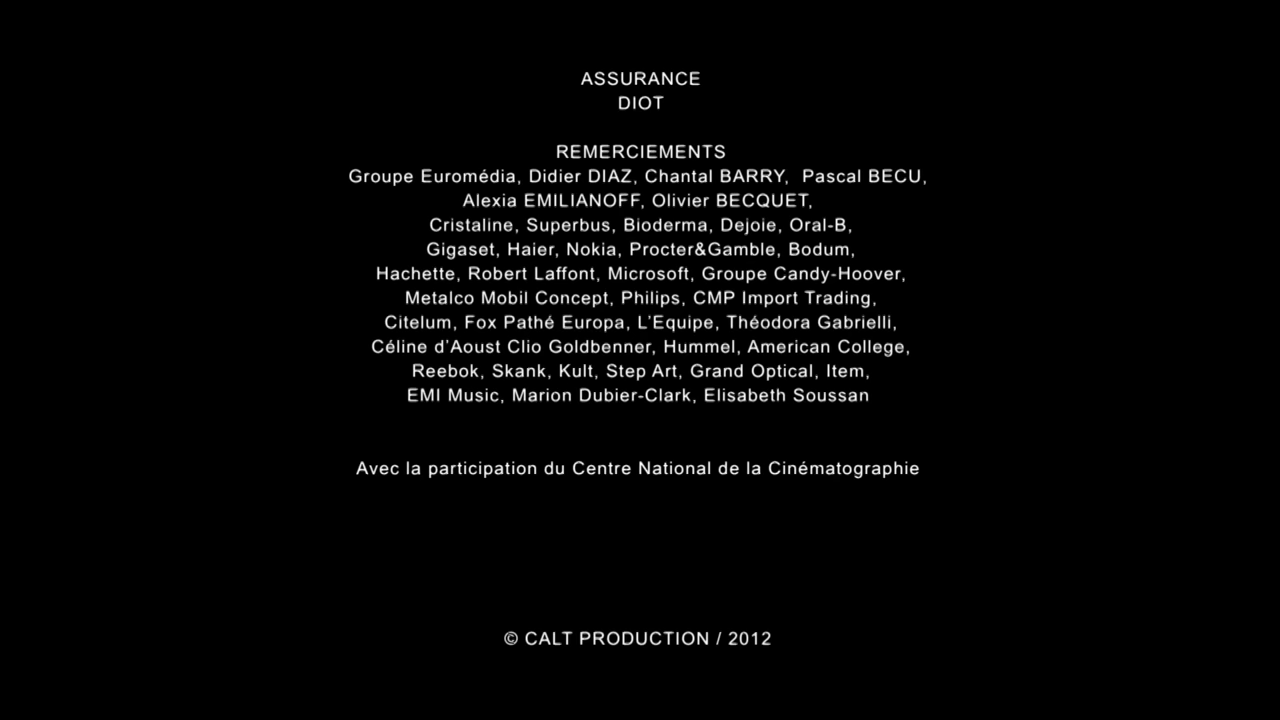 ASSURANCE
DIOT
REMERCIEMENTS
Groupe Euromédia, Didier DIAZ, Chantal BARRY, Pascal BECU,
Alexia EMILIANOFF, Olivier BECQUET,
Cristaline, Superbus, Bioderma, Dejoie, Oral-B,
Gigaset, Haier, Nokia, Procter&Gamble, Bodum,
Hachette, Robert Laffont, Microsoft, Groupe Candy-Hoover,
Metalco Mobil Concept, Philips, CMP Import Trading,
Citelum, Fox Pathé Europa, L'Equipe, Théodora Gabrielli,
Céline d'Aoust Clio Goldbenner, Hummel, American College,
Reebok, Skank, Kult, Step Art, Grand Optical, Item,
EMI Music, Marion Dubier-Clark, Elisabeth Soussan
Avec la participation du Centre National de la Cinématographie
© CALT PRODUCTION / 2012